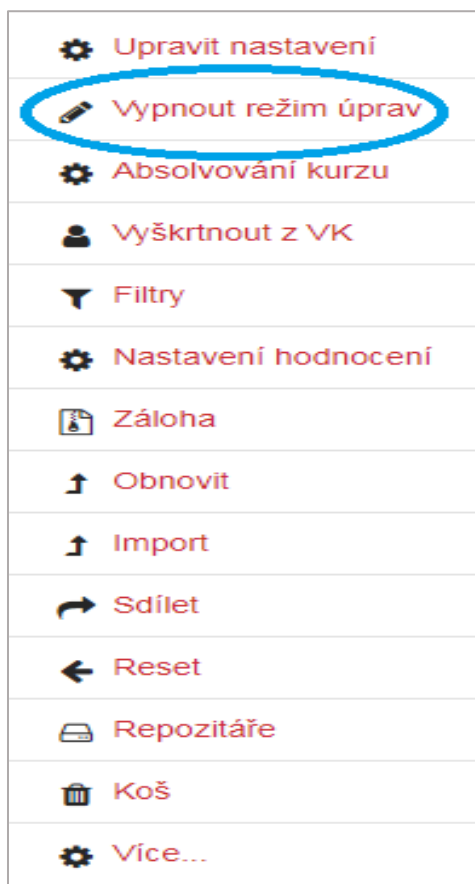 Upravit nastavení
Vypnout režim úprav
Absolvování kurzu
Vyškrtnout z VK
Filtry
Nastavení hodnocení
Záloha
Obnovit
Import
Sdílet
Reset
Repozitáře
Koš
Více...